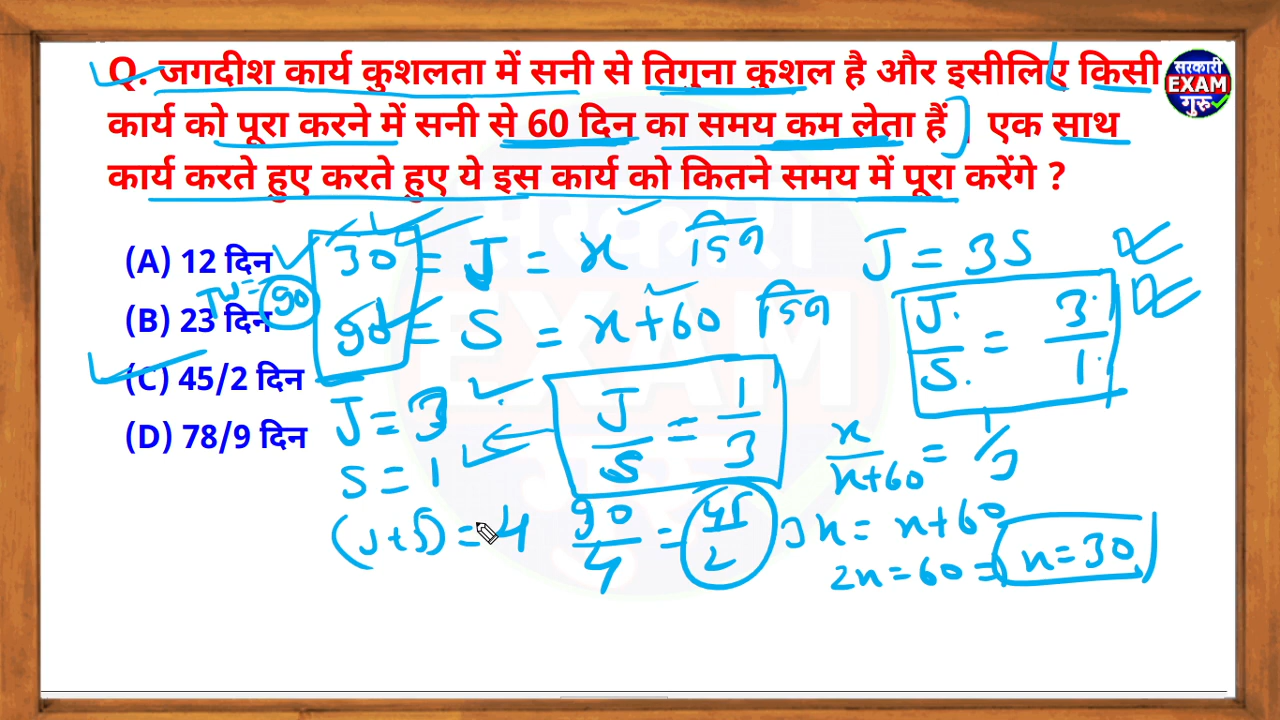 Q. जगदीश कार्य कुशलता में सनी से तिगुना कुशल है और इसीलिए किसी
कार्य को पूरा करने में सनी से 60 दिन का समय कम लेता हैं | एक साथ
कार्य करते हुए करते हुए ये इस कार्य को कितने समय में पूरा करेंगे ?
सरकारी
EXAM
गुरु
(A) 12 दिन
(B) 23 दिन
(C) 45/2 दिन
(D) 78/9 दिन
30 = J = x दिन
90 = S = x+60 दिन
TW = 90
J = 3S
J/S = 3/1
J = 3
S = 1
(J+S) = 4
J/S = 1/3
90/4 = 45/2
x/x+60 = 1/3
3x = x+60
2x = 60 = x = 30